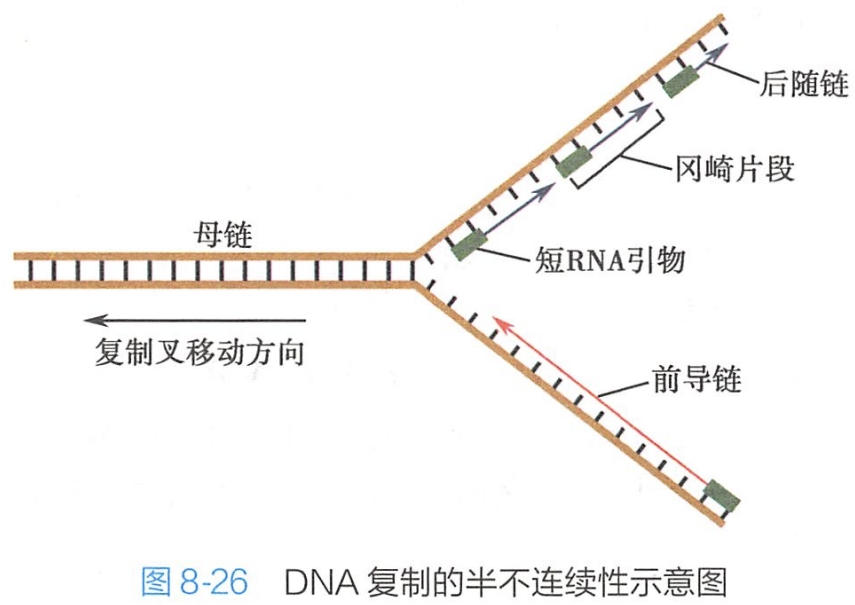 后随链
冈崎片段
母链
短RNA引物
复制叉移动方向
前导链
图 8-26 DNA 复制的半不连续性示意图